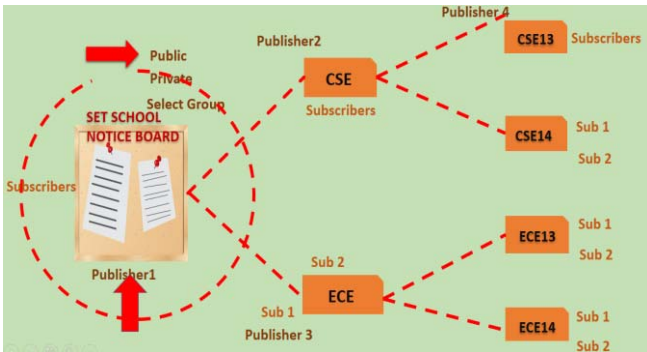 Public
Private
Select Group
SET SCHOOL
NOTICE BOARD
Subscribers
Publisher1
Publisher2
CSE
Subscribers
Sub 2
ECE
Sub 1
Publisher 3
Publisher 4
CSE13
Subscribers
CSE14
Sub 1
Sub 2
ECE13
Sub 1
Sub 2
ECE14
Sub 1
Sub 2